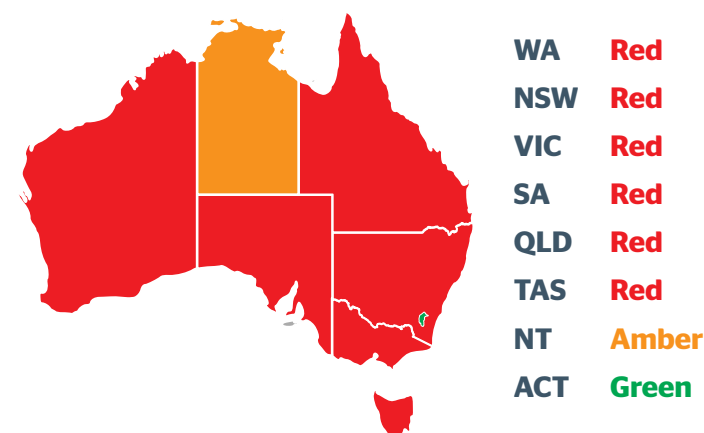 WA Red
NSW Red
VIC Red
SA Red
QLD Red
TAS Red
NT Amber
ACT Green